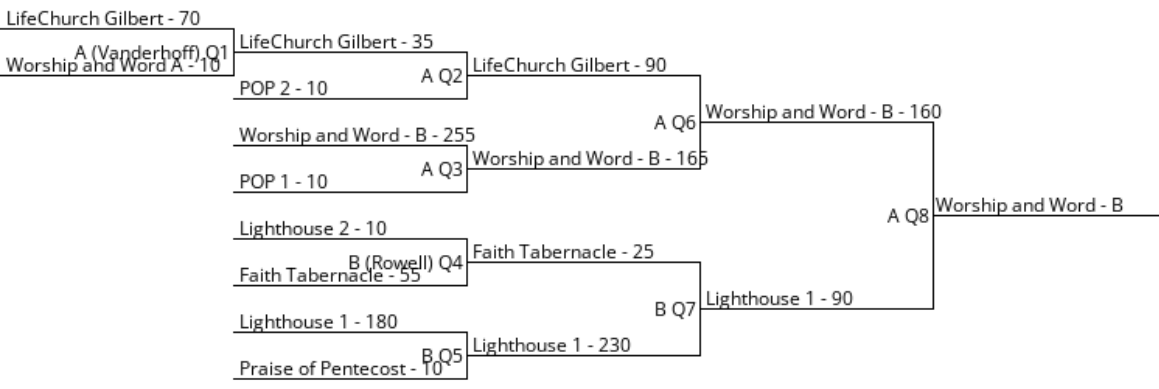 LifeChurch Gilbert - 70
A (Vanderhoff) Q1
Worship and Word A - 10
LifeChurch Gilbert - 35
A Q2
POP 2 - 10
Worship and Word - B - 255
A Q3
POP 1 - 10
Lighthouse 2 - 10
B (Rowell) Q4
Faith Tabernacle - 55
Lighthouse 1 - 180
B Q5
Praise of Pentecost - 10
LifeChurch Gilbert - 90
A Q6
Worship and Word - B - 165
Faith Tabernacle - 25
B Q7
Lighthouse 1 - 230
Worship and Word - B - 160
A Q8
Lighthouse 1 - 90
Worship and Word - B